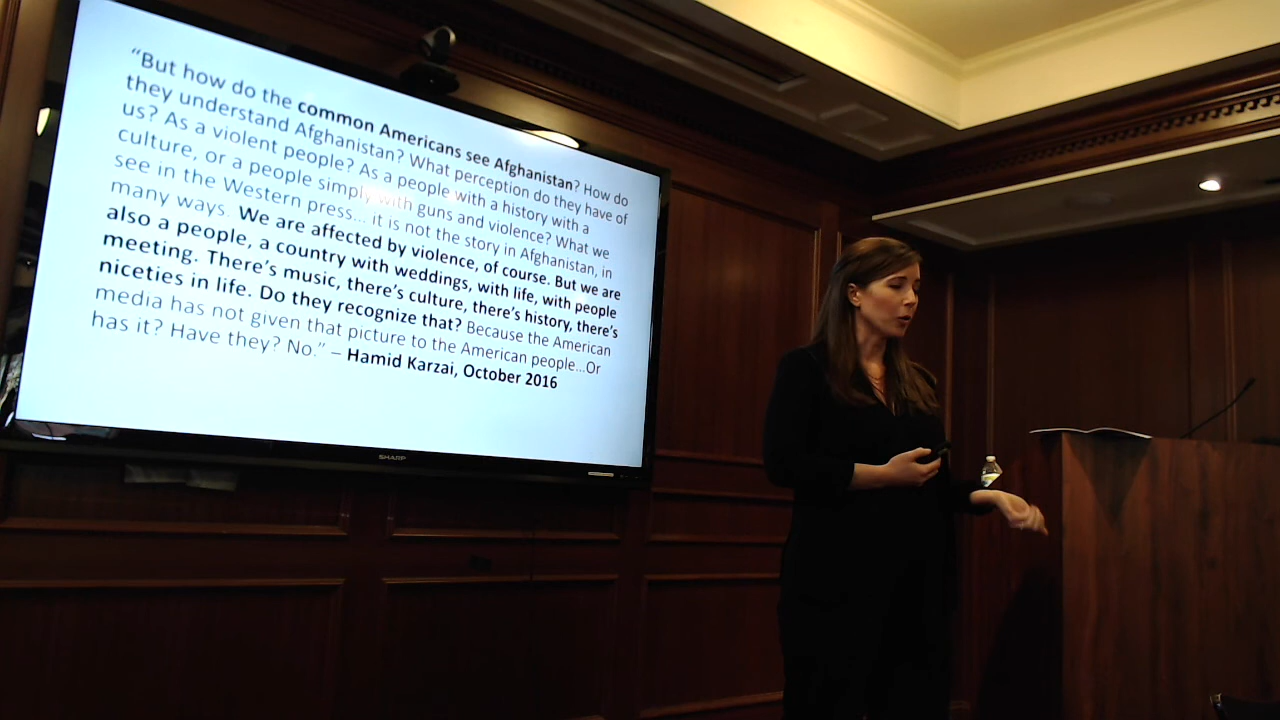 “But how do the common Americans see Afghanistan? How do
they understand Afghanistan? What perception do they have of
us? As a violent people? As a people with a history with a
culture, or a people simply with guns and violence? What we
see in the Western press... it is not the story in Afghanistan, in
many ways. We are affected by violence, of course. But we are
also a people, a country with weddings, with life, with people
meeting. There’s music, there’s culture, there’s history, there’s
niceties in life. Do they recognize that? Because the American
media has not given that picture to the American people...Or
has it? Have they? No.” – Hamid Karzai, October 2016
SHARP